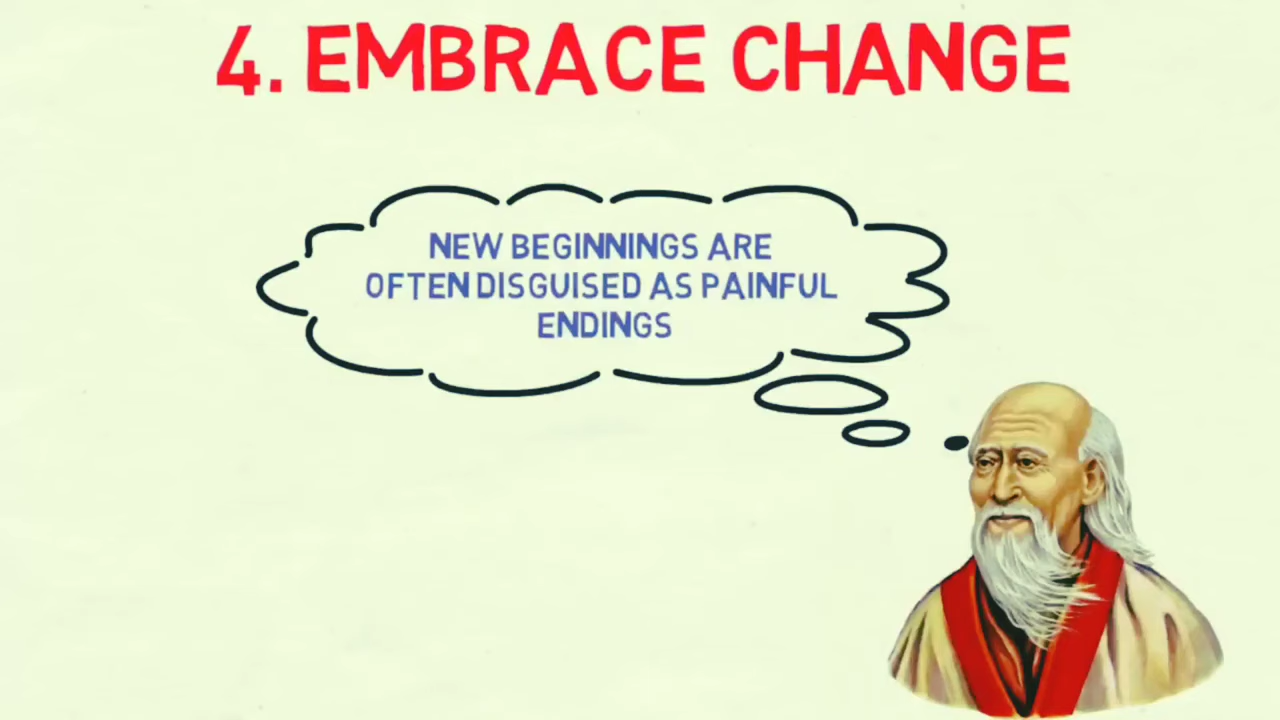 4. EMBRACE CHANGE
NEW BEGINNINGS ARE
OFTEN DISGUISED AS PAINFUL
ENDINGS